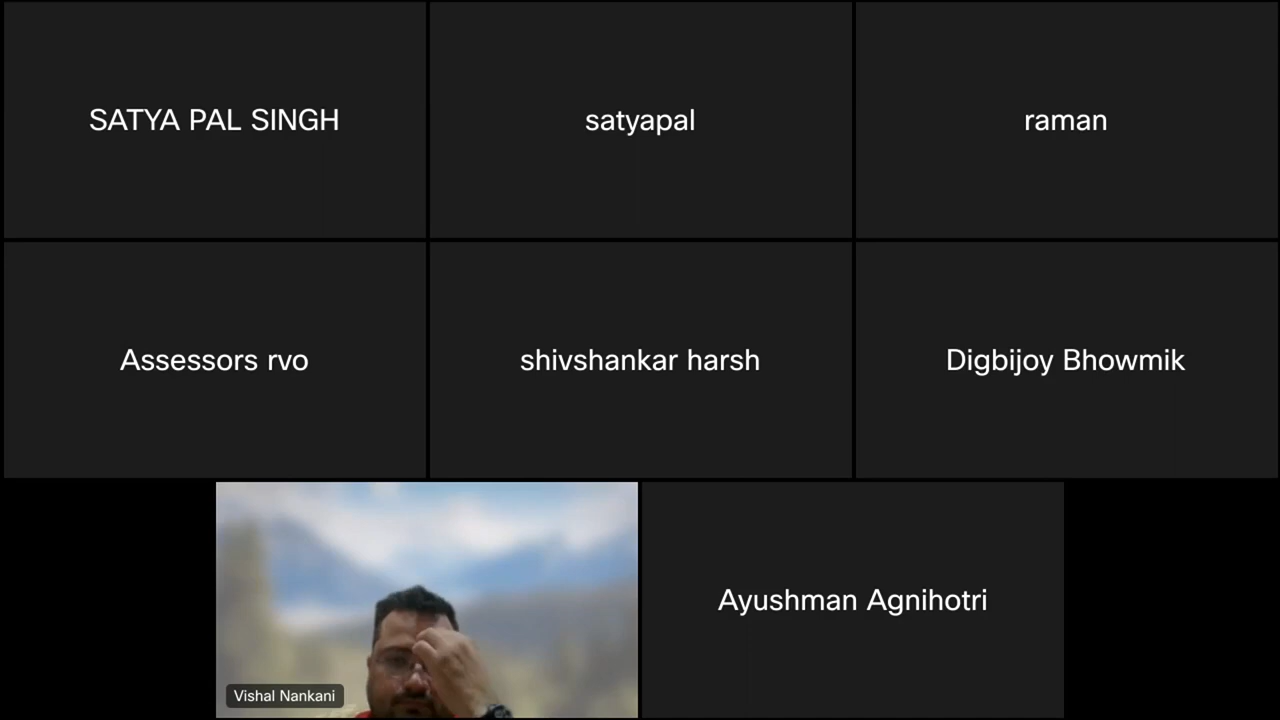 SATYA PAL SINGH
satyapal
raman
Assessors rvo
shivshankar harsh
Digbijoy Bhowmik
Vishal Nankani
Ayushman Agnihotri